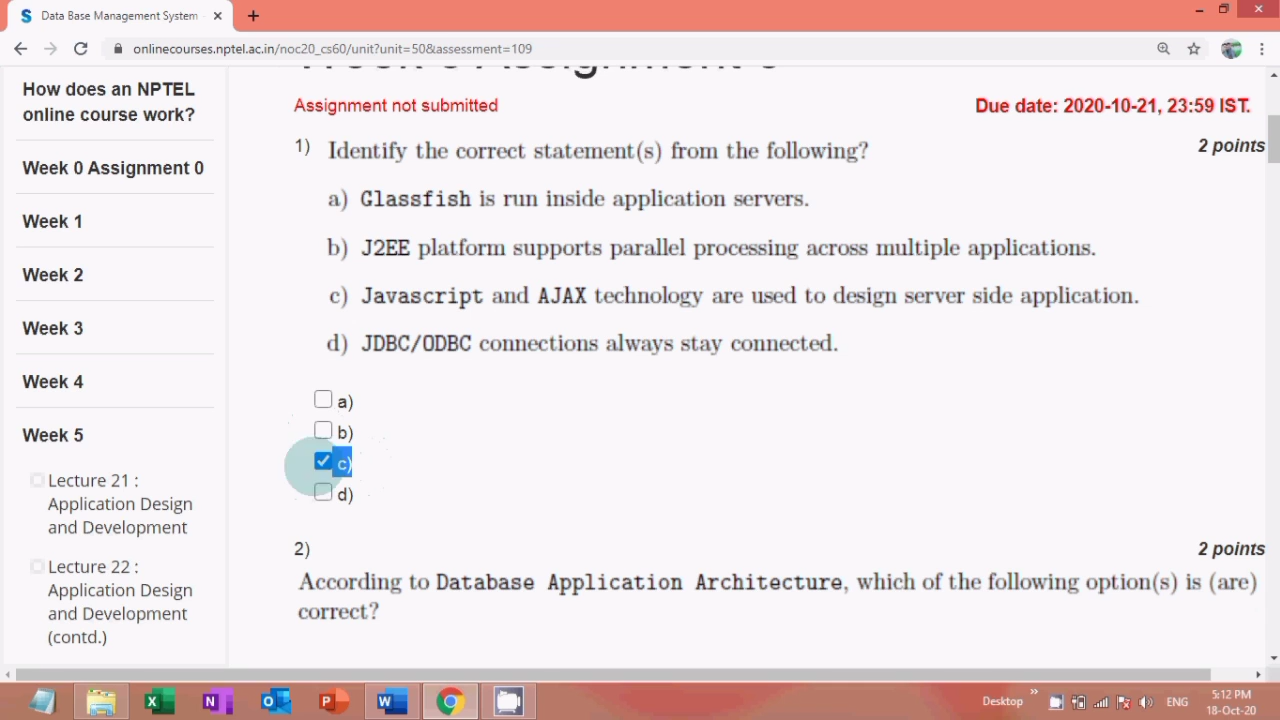 Data Base Management System
onlinecourses.nptel.ac.in/noc20_cs60/unit?unit=50&assessment=109
How does an NPTEL
online course work?
Week 0 Assignment 0
Week 1
Week 2
Week 3
Week 4
Week 5
Lecture 21 :
Application Design
and Development
Lecture 22 :
Application Design
and Development
(contd.)
Assignment not submitted
Due date: 2020-10-21, 23:59 IST.
1) Identify the correct statement(s) from the following?
2 points
a) Glassfish is run inside application servers.
b) J2EE platform supports parallel processing across multiple applications.
c) Javascript and AJAX technology are used to design server side application.
d) JDBC/ODBC connections always stay connected.
a)
b)
c)
d)
2)
2 points
According to Database Application Architecture, which of the following option(s) is (are)
correct?
Desktop
ENG
5:12 PM
18-Oct-20